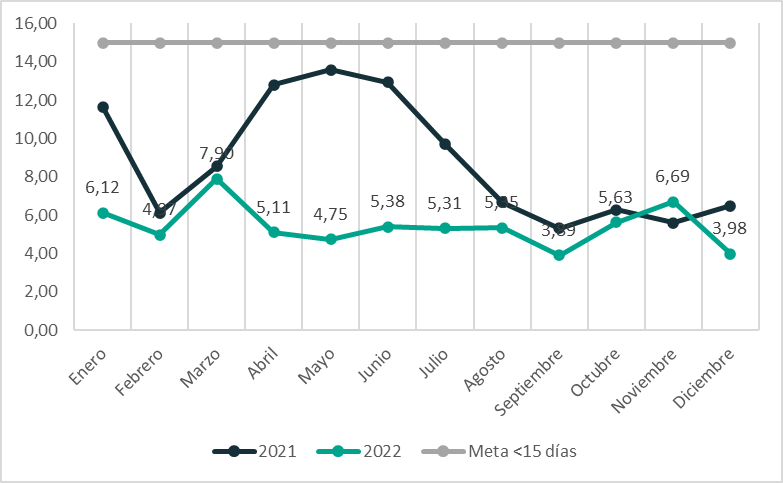 16,00
14,00
12,00
10,00
8,00
6,00
4,00
2,00
0,00
6,12
7,90
5,11
4,75
5,38
5,31
5,63
6,69
3,98
Enero
Febrero
Marzo
Abril
Mayo
Junio
Julio
Agosto
Septiembre
Octubre
Noviembre
Diciembre
2021 2022 Meta <15 días